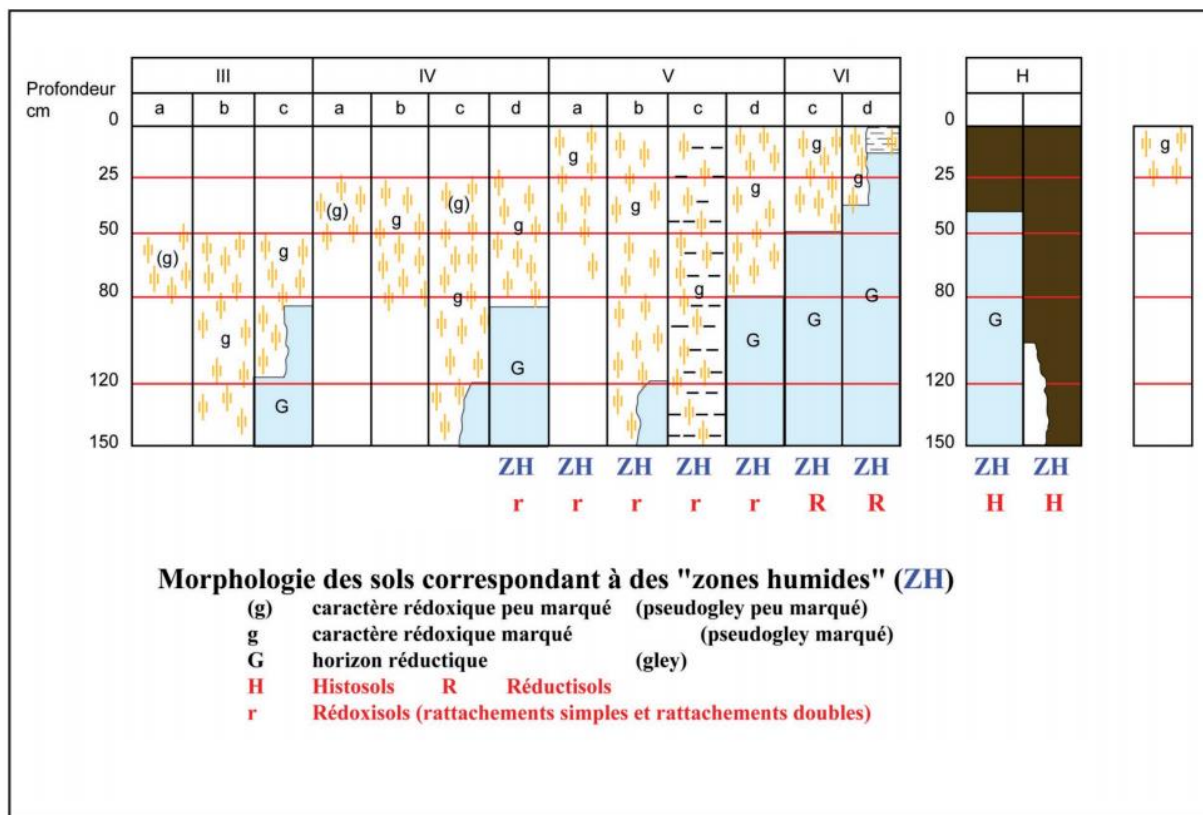 III IV V VI H
Profondeur
cm
a b c a b c d a b c d c d
0 0
25 25
50 50
80 80
120 120
150 150
(g) g g G (g) g (g) g g G g g g g G g G g G G g
ZH ZH ZH ZH ZH ZH ZH ZH ZH
r r r r r R R H H
Morphologie des sols correspondant à des "zones humides" (ZH)
(g) caractère rédoxique peu marqué (pseudogley peu marqué)
g caractère rédoxique marqué (pseudogley marqué)
G horizon réductique (gley)
H Histosols R Réductisols
r Rédoxisols (rattachements simples et rattachements doubles)